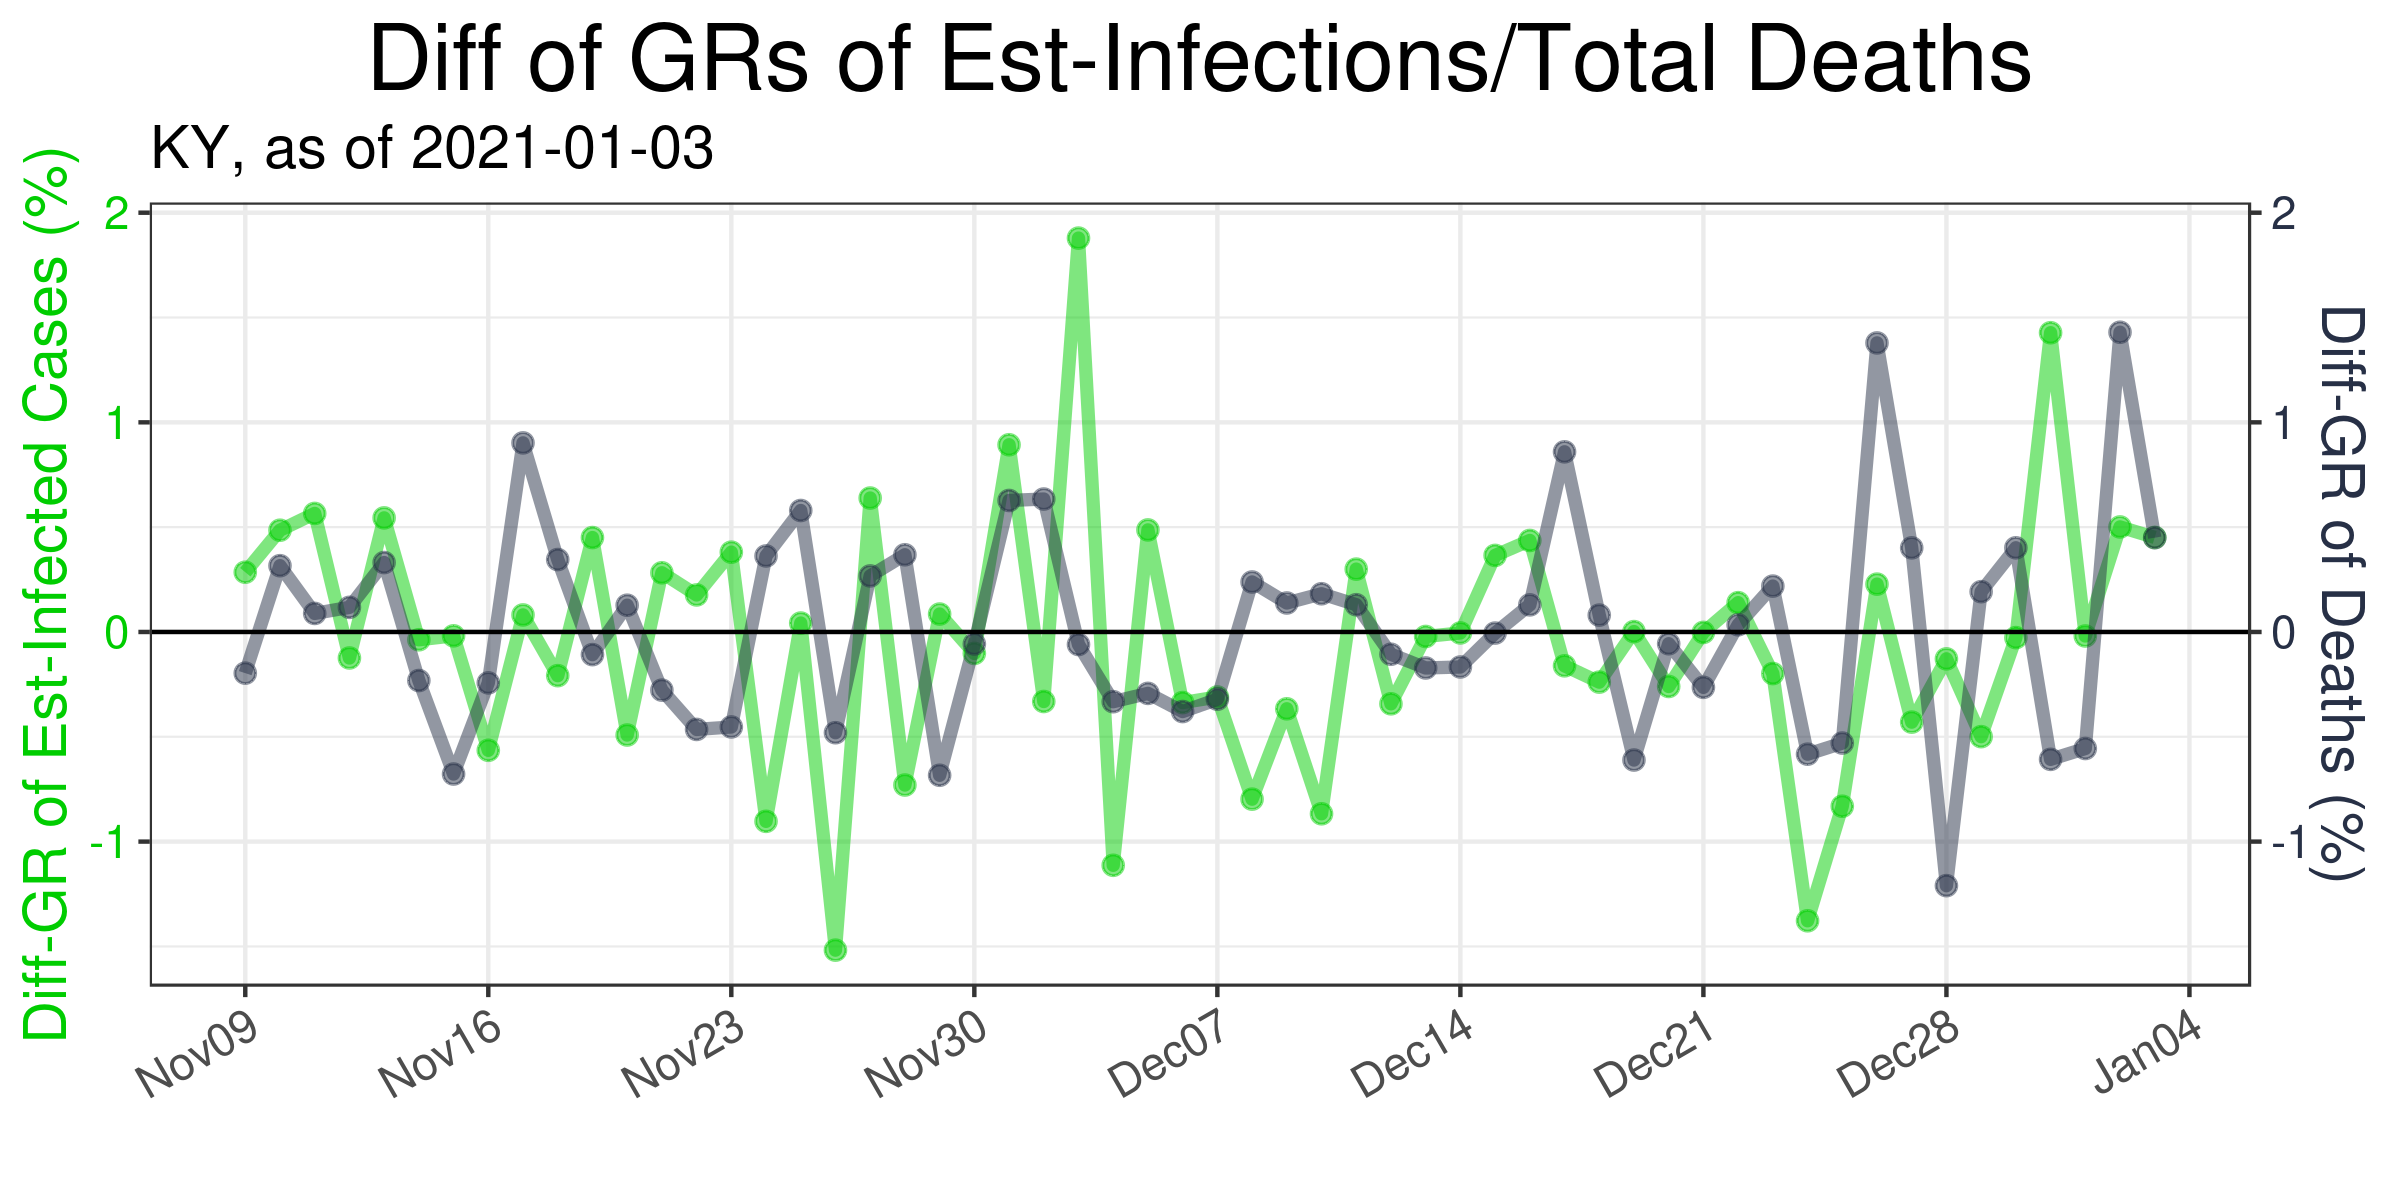 Diff of GRs of Est-Infections/Total Deaths
KY, as of 2021-01-03
Diff-GR of Est-Infected Cases (%)
2
1
0
-1
2
1
0
-1
Diff-GR of Deaths (%)
Nov09
Nov16
Nov23
Nov30
Dec07
Dec14
Dec21
Dec28
Jan04